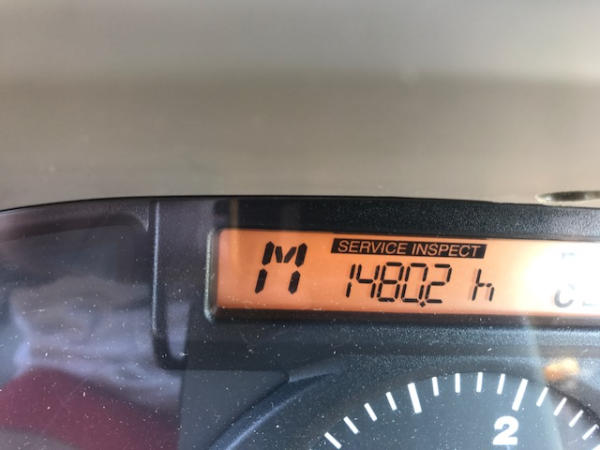 SERVICE INSPECT
M 1480.2 h
2